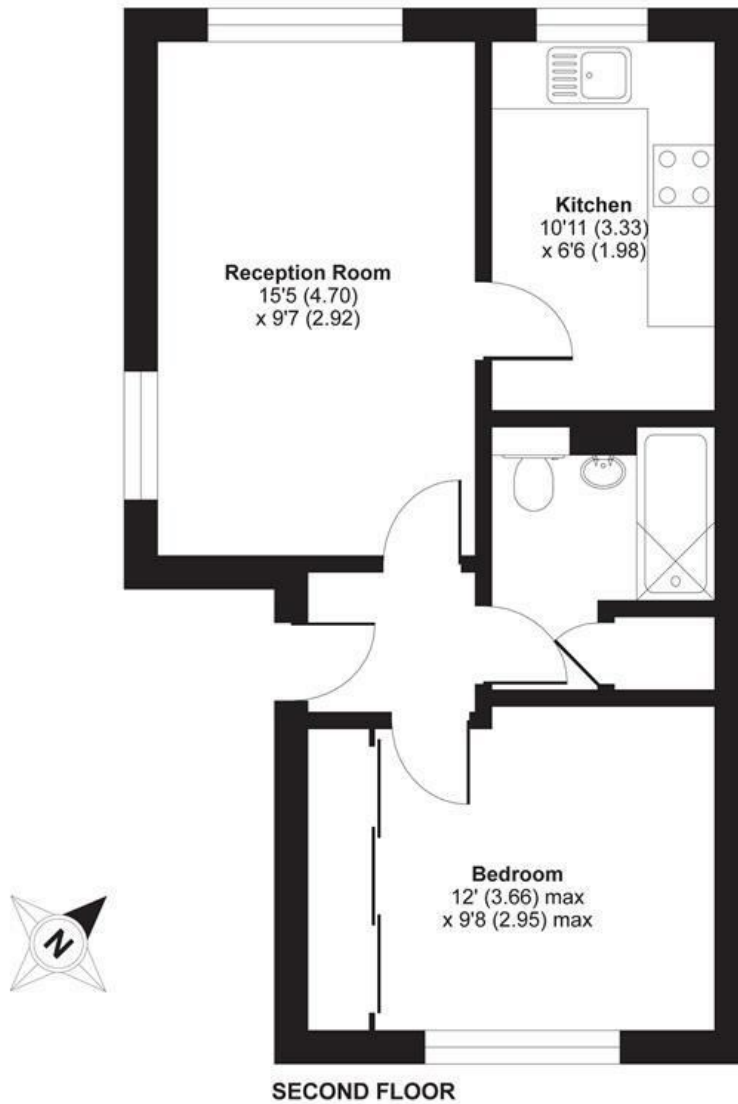 Kitchen
10'11 (3.33)
x 6'6 (1.98)
Reception Room
15'5 (4.70)
x 9'7 (2.92)
Bedroom
12' (3.66) max
x 9'8 (2.95) max
N
SECOND FLOOR